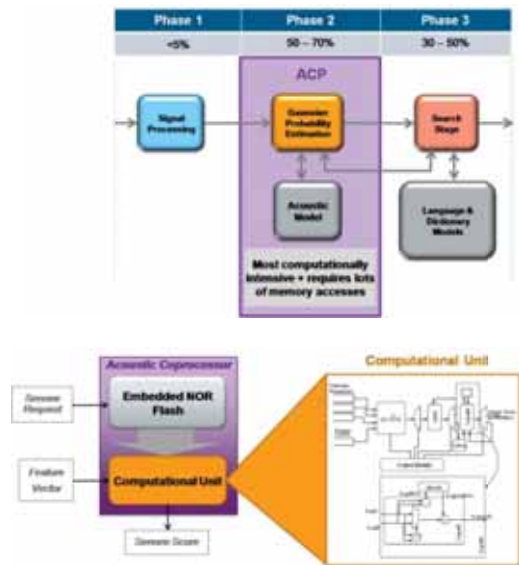 Phase 1 Phase 2 Phase 3
<5% 50 – 70% 30 – 50%
ACP
Signal
Processing
Gaussian
Probability
Estimation
Search
Stage
Acoustic
Model
Language &
Dictionary
Models
Most computationally
intensive + requires lots
of memory accesses
Acoustic Coprocessor
Computational Unit
Senone
Request
Embedded NOR
Flash
Feature
Vector
Computational Unit
Senone Score